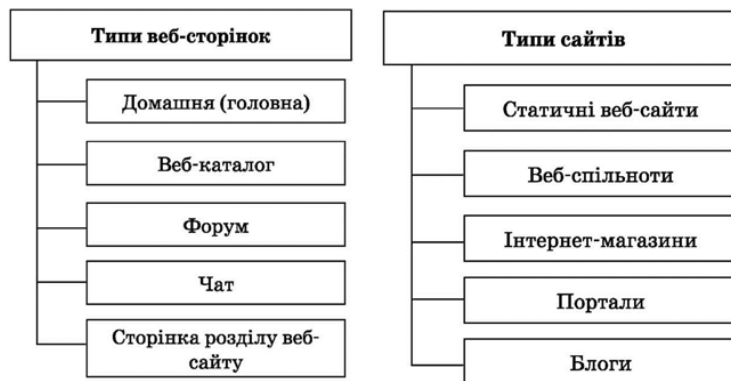 Типи веб-сторінок
Домашня (головна)
Веб-каталог
Форум
Чат
Сторінка розділу веб-
сайту
Типи сайтів
Статичні веб-сайти
Веб-спільноти
Інтернет-магазини
Портали
Блоги